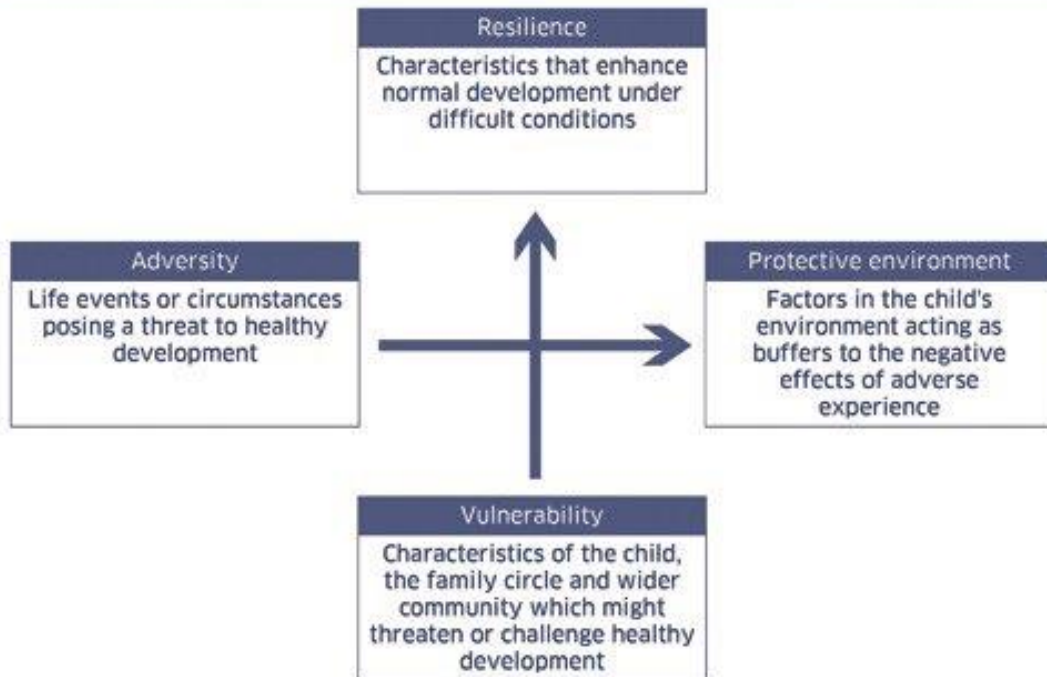 Resilience
Characteristics that enhance
normal development under
difficult conditions
Adversity
Life events or circumstances
posing a threat to healthy
development
Protective environment
Factors in the child's
environment acting as
buffers to the negative
effects of adverse
experience
Vulnerability
Characteristics of the child,
the family circle and wider
community which might
threaten or challenge healthy
development